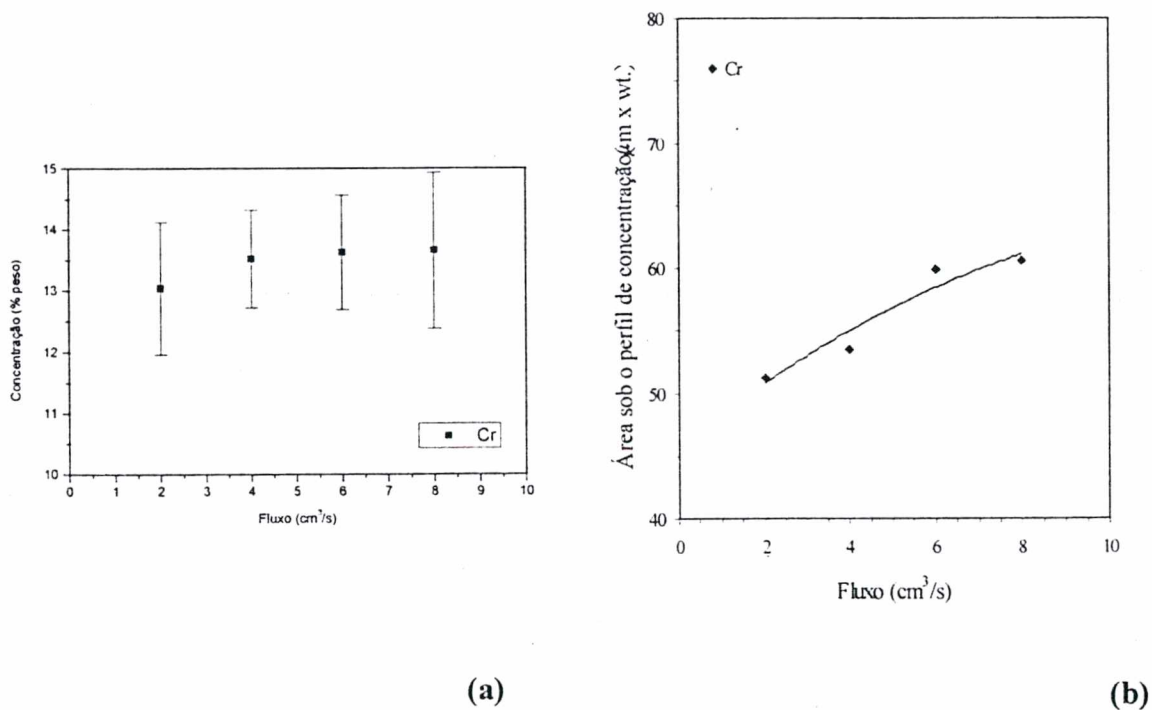 15
14
13
12
11
10
0 1 2 3 4 5 6 7 8 9 10
Concentração (% peso)
Fluxo (cm³/s)
Cr
(a)
80
70
60
50
40
0 2 4 6 8 10
Área sob o perfil de concentração(μm x wt.)
Fluxo (cm³/s)
Cr
(b)